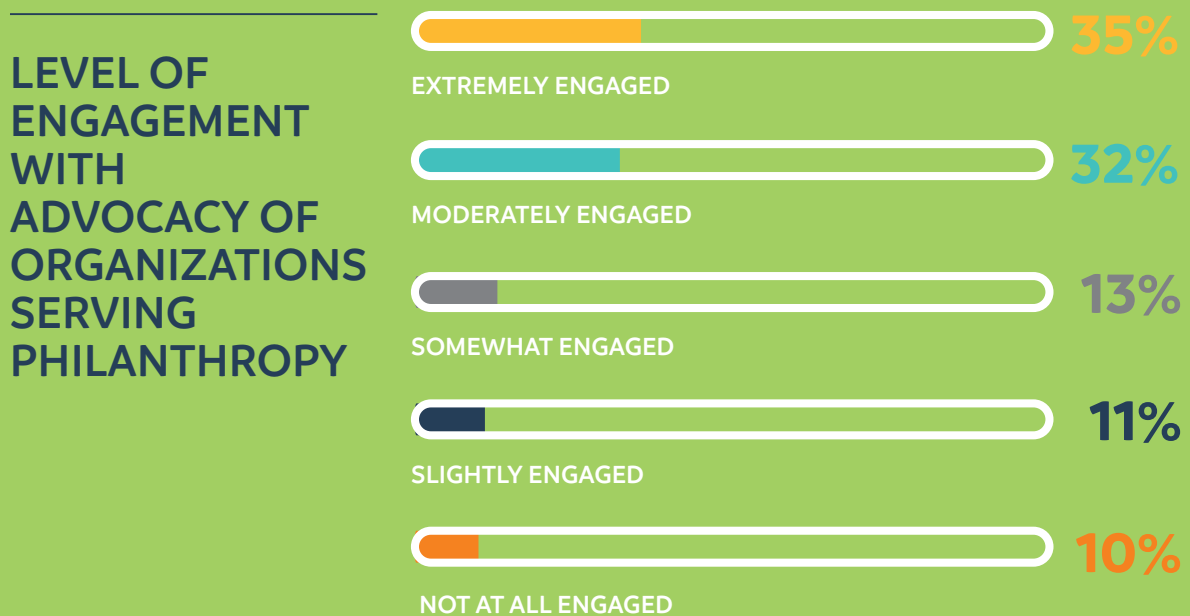 LEVEL OF
ENGAGEMENT
WITH
ADVOCACY OF
ORGANIZATIONS
SERVING
PHILANTHROPY
35%
EXTREMELY ENGAGED
32%
MODERATELY ENGAGED
13%
SOMEWHAT ENGAGED
11%
SLIGHTLY ENGAGED
10%
NOT AT ALL ENGAGED